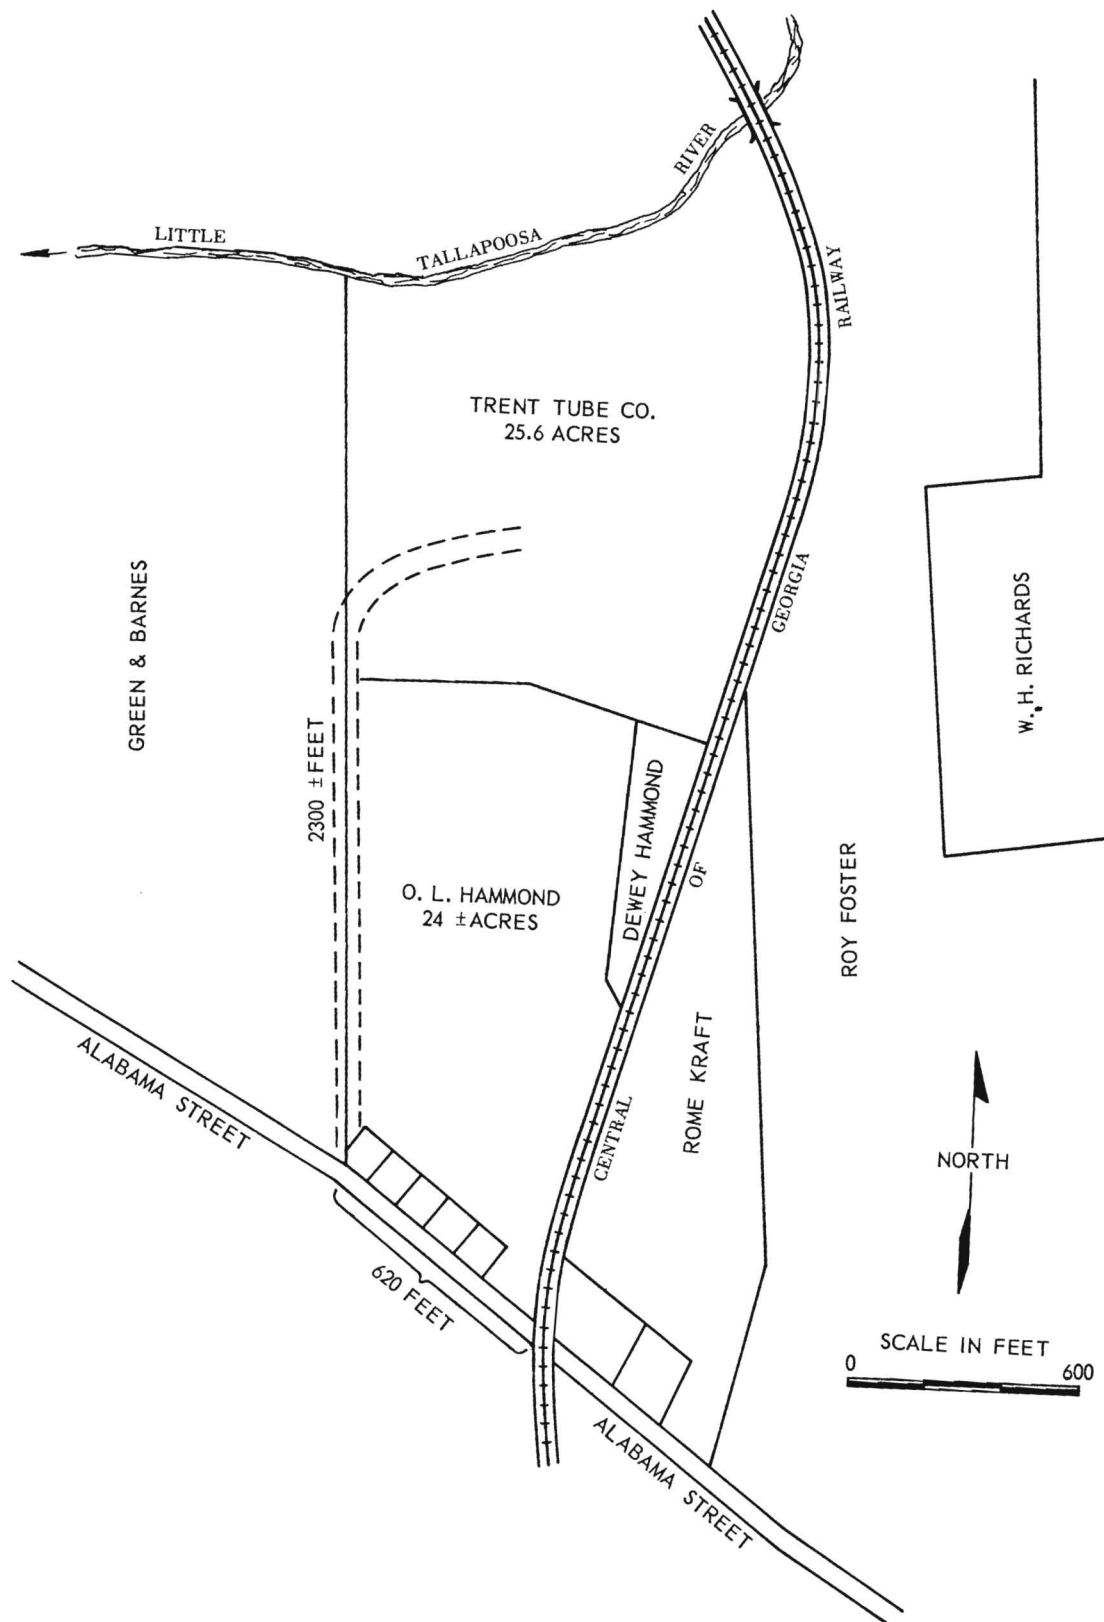 LITTLE
TALLAPOOSA
RIVER
RAILWAY
TRENT TUBE CO.
25.6 ACRES
GEORGIA
GREEN & BARNES
W. H. RICHARDS
2300 ± FEET
DEWEY HAMMOND
OF
O. L. HAMMOND
24 ± ACRES
ROY FOSTER
ROME KRAFT
ALABAMA STREET
CENTRAL
NORTH
620 FEET
SCALE IN FEET
0 600
ALABAMA STREET